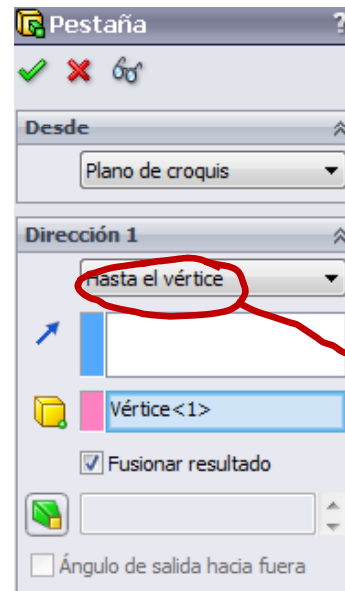 Pestaña ?
Desde
Plano de croquis
Dirección 1
Hasta el vértice
Vértice<1>
Fusionar resultado
Ángulo de salida hacia fuera